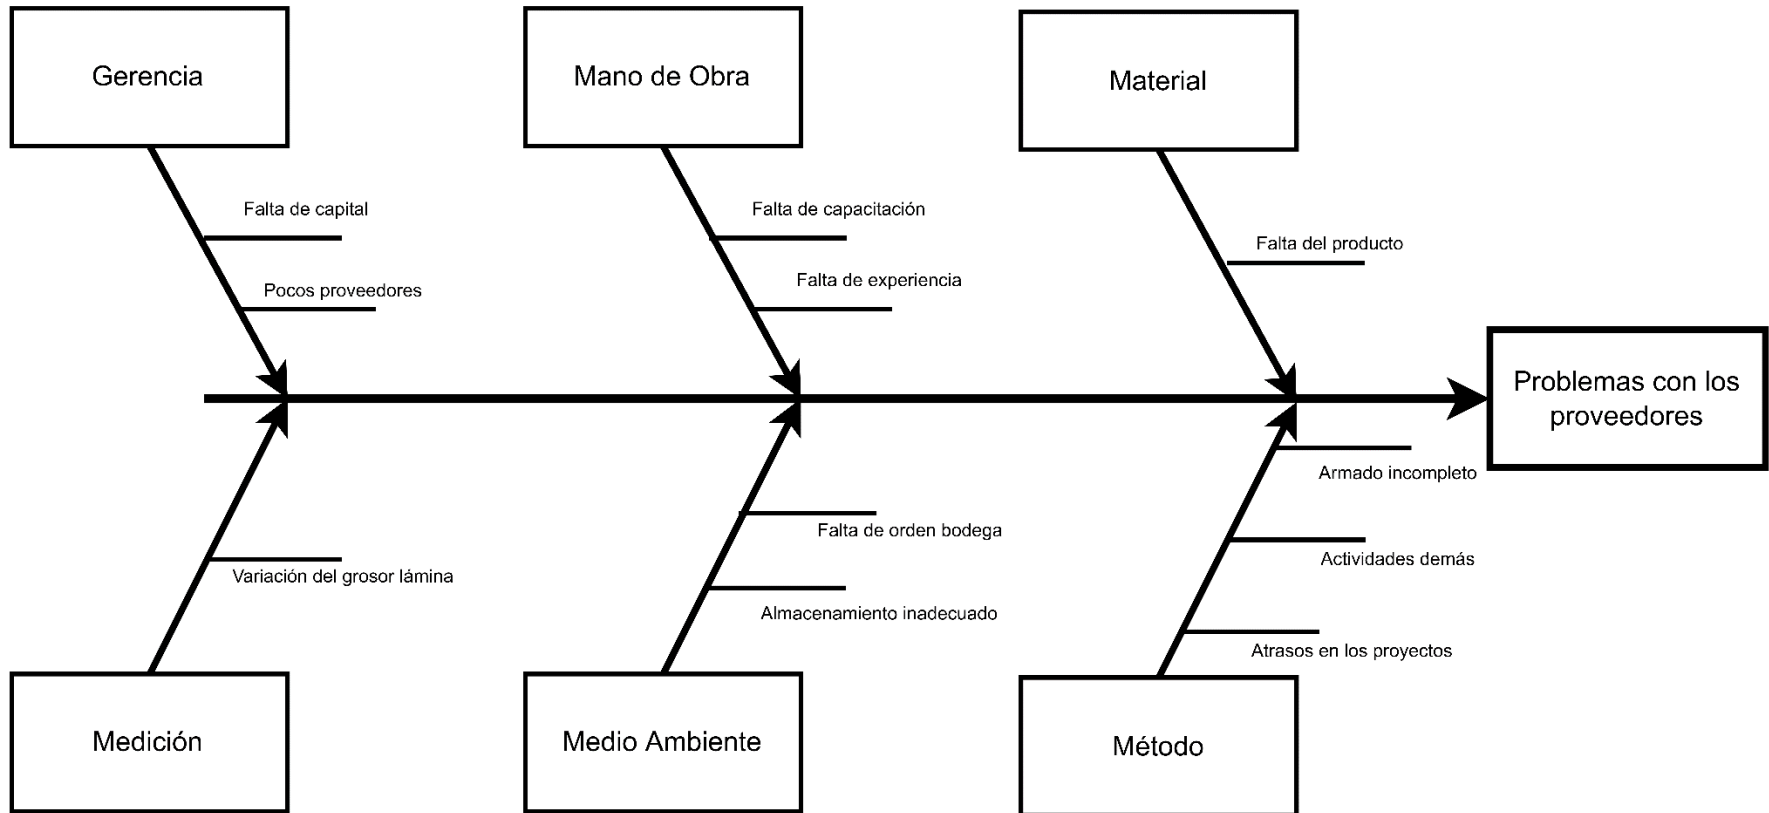 Gerencia
Mano de Obra
Material
Falta de capital
Pocos proveedores
Falta de capacitación
Falta de experiencia
Falta del producto
Problemas con los
proveedores
Variación del grosor lámina
Falta de orden bodega
Almacenamiento inadecuado
Armado incompleto
Actividades demás
Atrasos en los proyectos
Medición
Medio Ambiente
Método